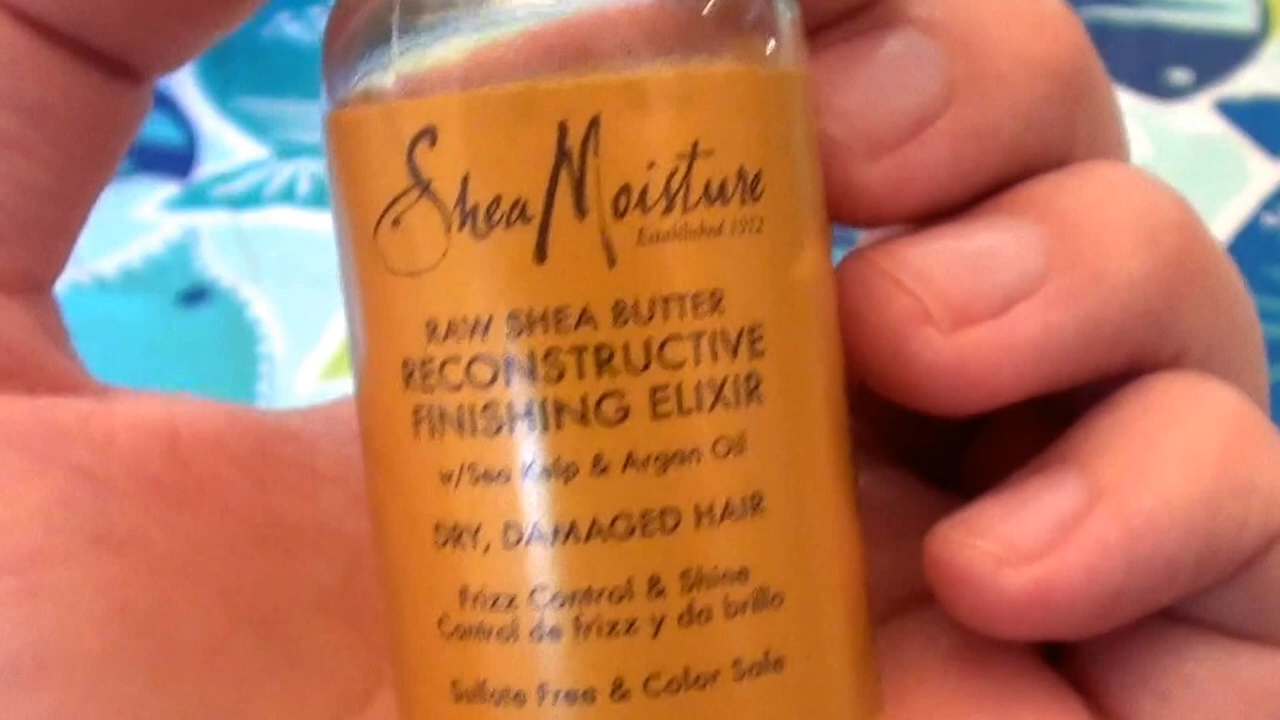 SheaMoisture
Established 1912
RAW SHEA BUTTER
RECONSTRUCTIVE
FINISHING ELIXIR
w/Sea Kelp & Argan Oil
DRY, DAMAGED HAIR
Frizz Control & Shine
Control de frizz y da brillo
Sulfate Free & Color Safe